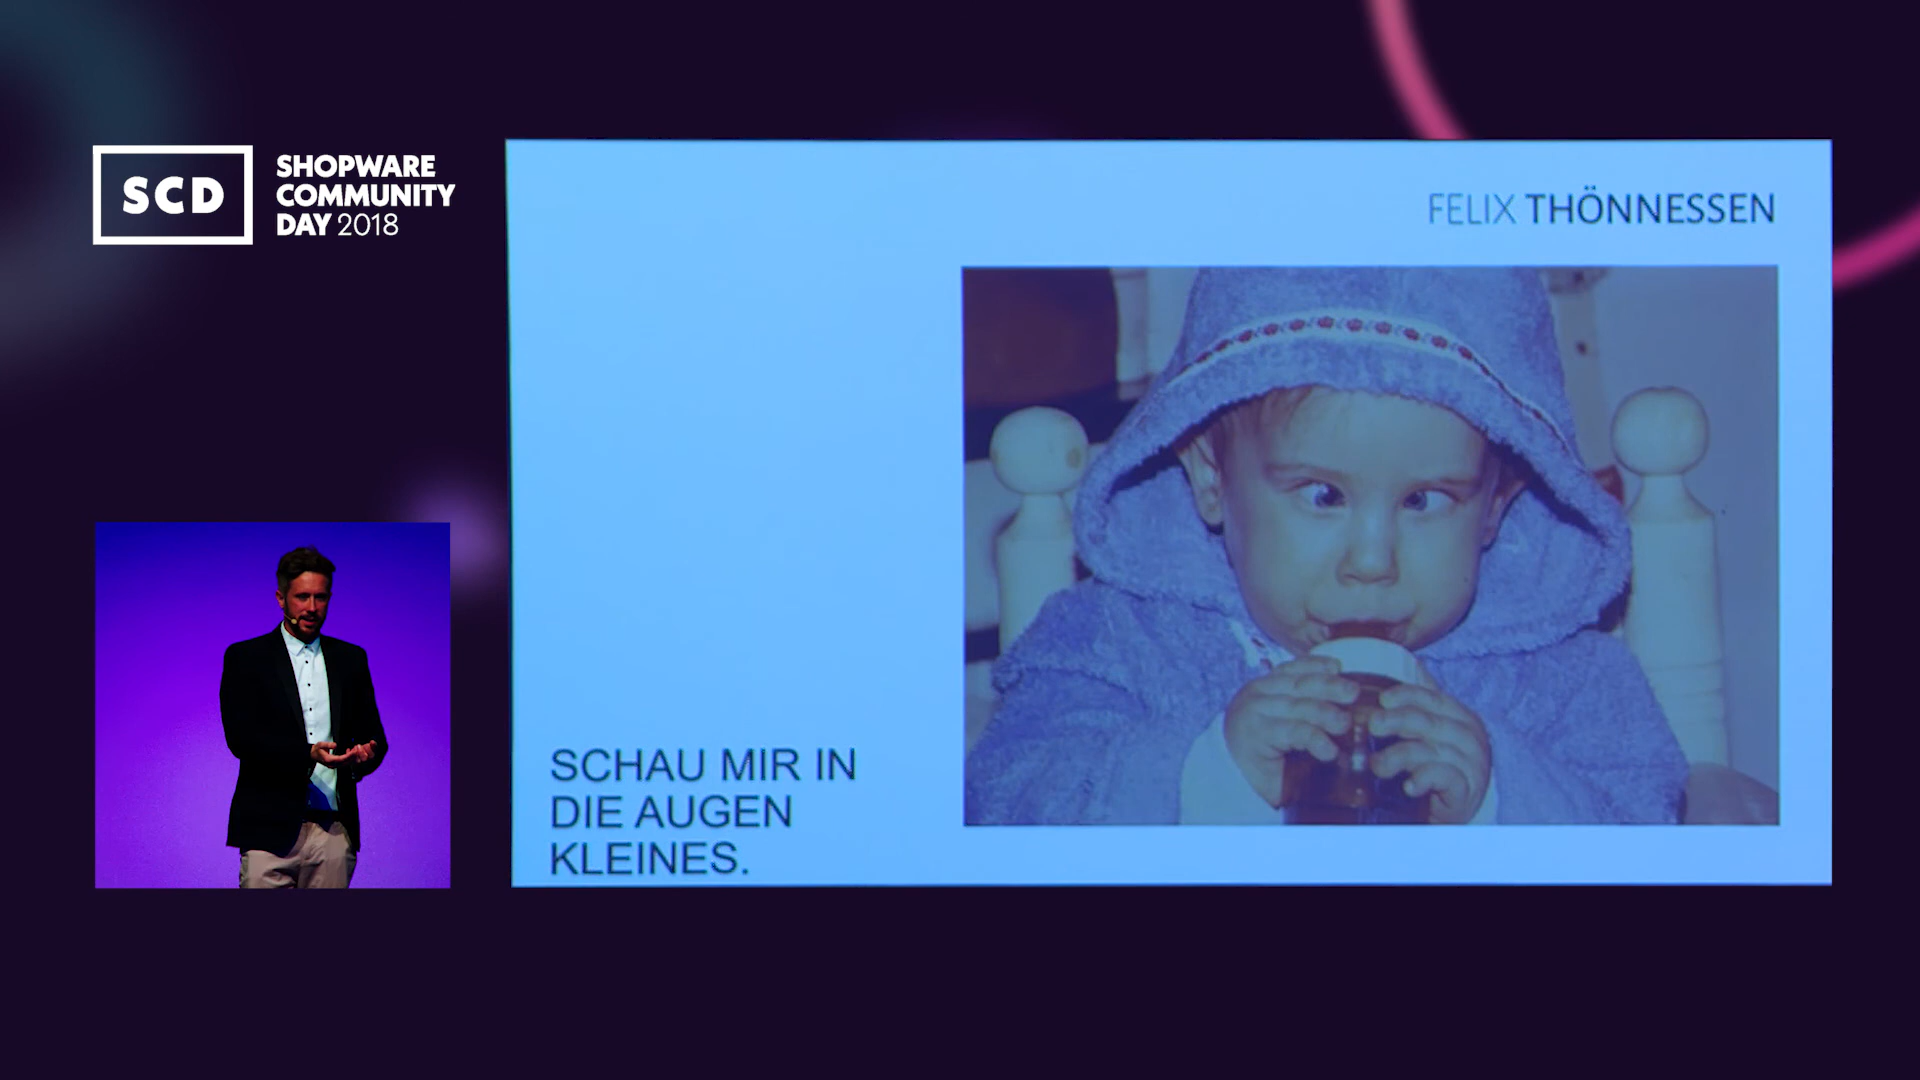 SCD
SHOPWARE
COMMUNITY
DAY 2018
FELIX THÖNNESSEN
SCHAU MIR IN
DIE AUGEN
KLEINES.